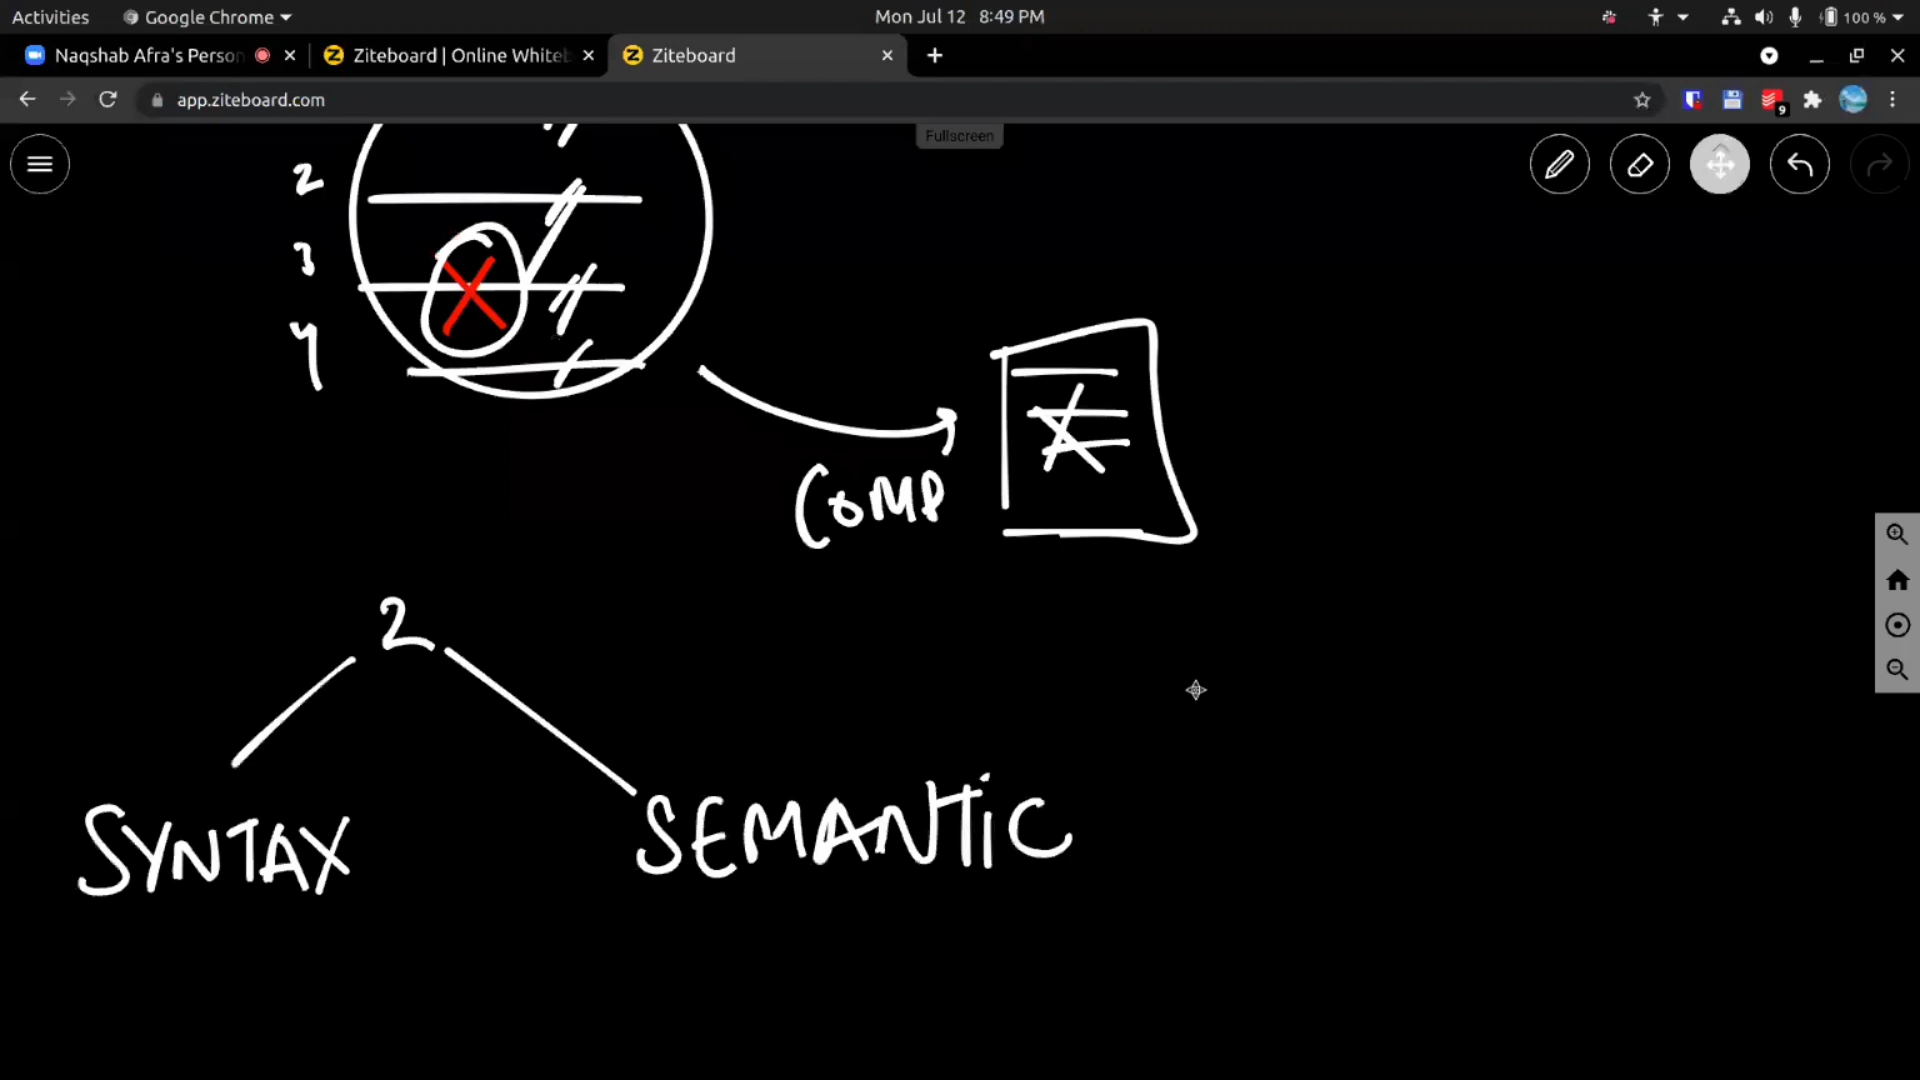 Activities Google Chrome Mon Jul 12 8:49 PM 100 %
Naqshab Afra's Person Ziteboard | Online Whiteb Ziteboard
app.ziteboard.com 9
Fullscreen
2
3
4
COMP
2
SYNTAX SEMANTIC